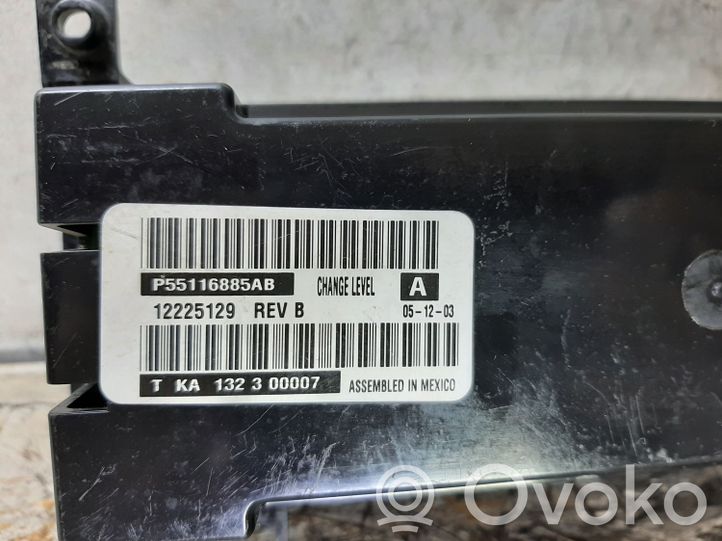 P55116885AB CHANGE LEVEL A
12225129 REV B 05-12-03
T KA 132 3 00007 ASSEMBLED IN MEXICO
Ovoko